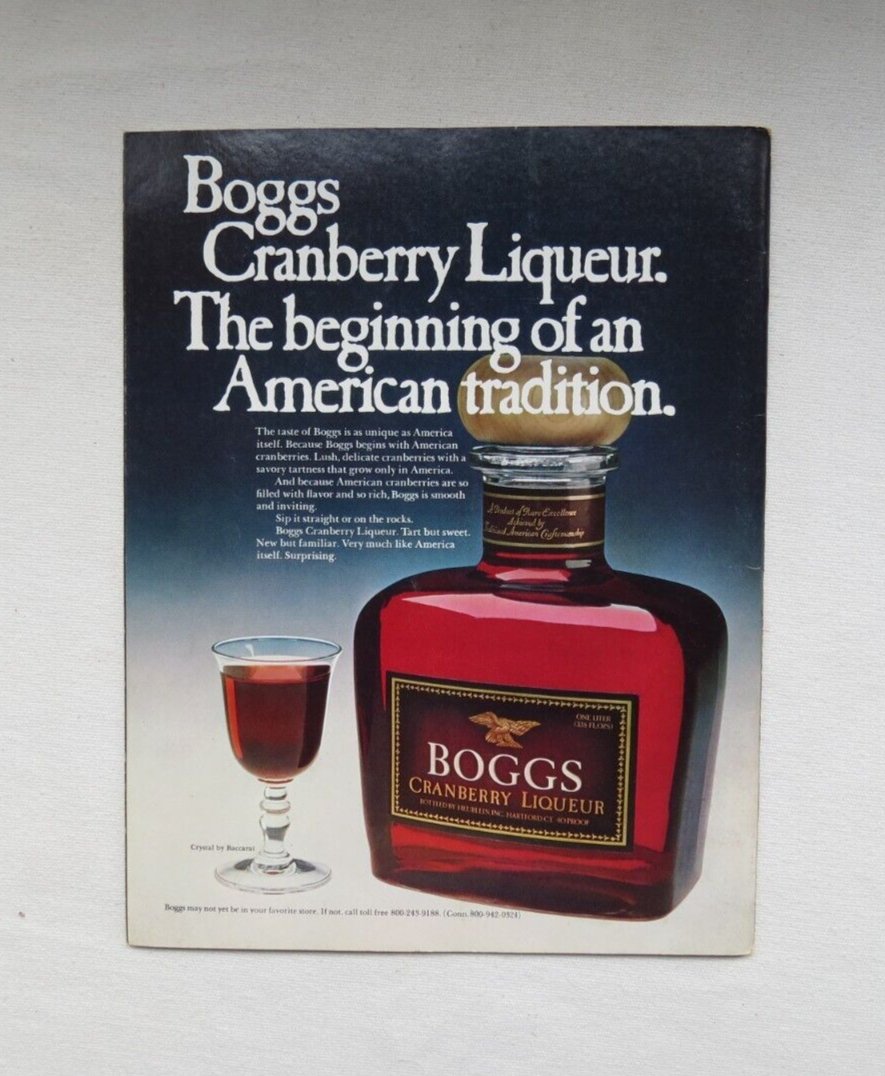 Boggs
Cranberry Liqueur.
The beginning of an
American tradition.
The taste of Boggs is as unique as America
itself. Because Boggs begins with American
cranberries. Lush, delicate cranberries with a
savory tartness that grow only in America.
And because American cranberries are so
filled with flavor and so rich, Boggs is smooth
and inviting.
Sip it straight or on the rocks.
Boggs Cranberry Liqueur. Tart but sweet.
New but familiar. Very much like America
itself. Surprising.
A Product of Rare Excellence
Achieved by
Traditional American Craftsmanship
ONE LITER
(33.8 FL.OZS)
BOGGS
CRANBERRY LIQUEUR
BOTTLED BY HEUBLEIN INC. HARTFORD CT. 40 PROOF
Crystal by Baccarat
Boggs may not yet be in your favorite store. If not, call toll free 800-243-9188. (Conn. 800-942-0324)